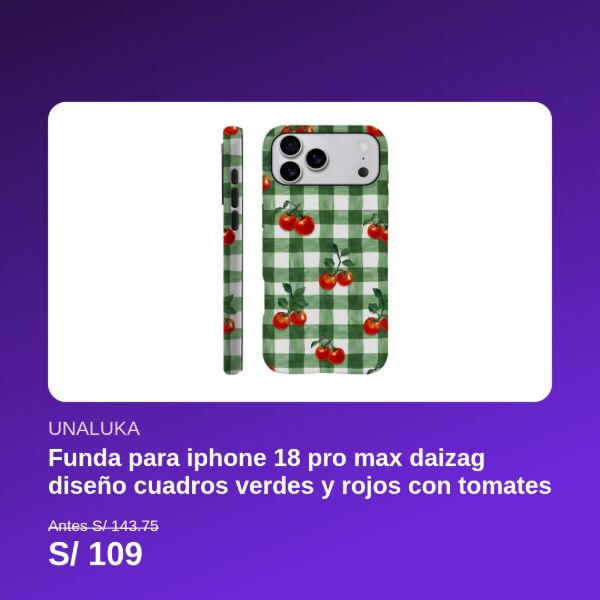 UNALUKA
Funda para iphone 18 pro max daizag
diseño cuadros verdes y rojos con tomates
Antes S/ 143.75
S/ 109